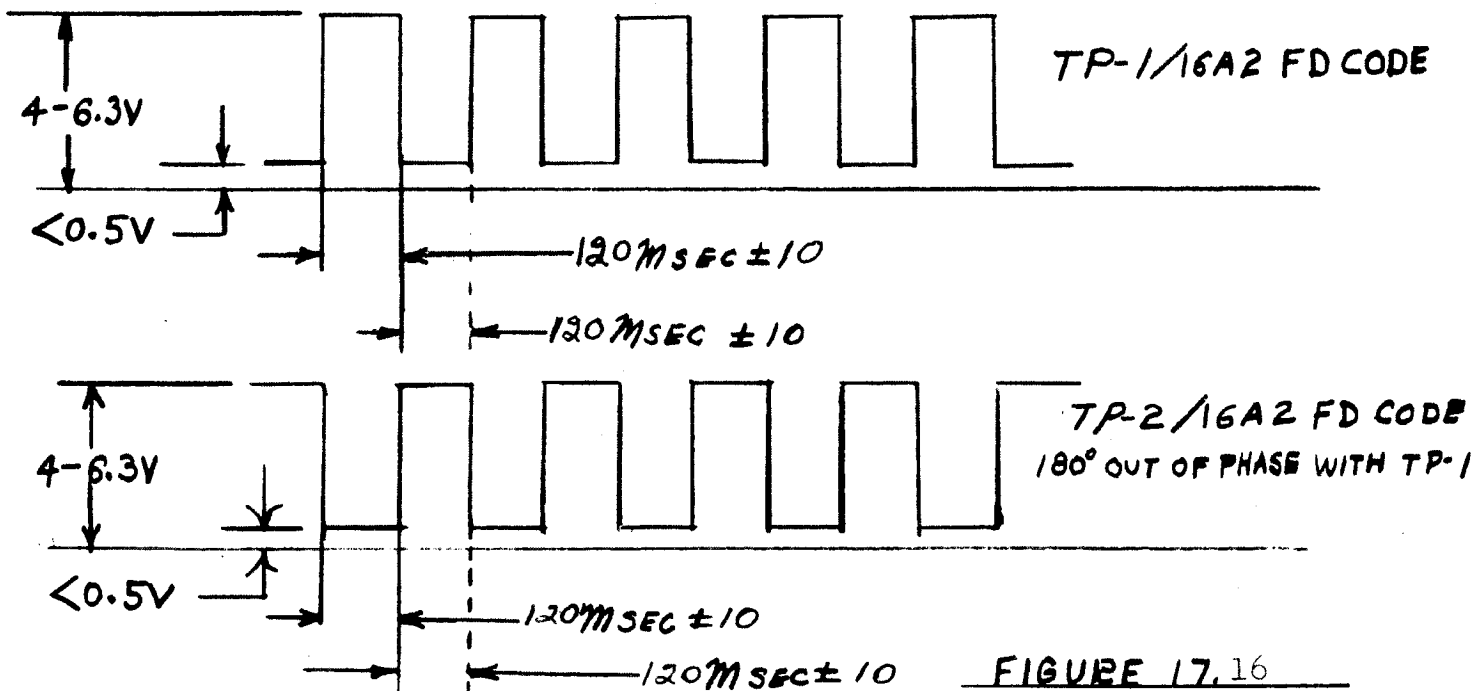 TP-1/16A2 FD CODE
4-6.3V
<0.5V
120MSEC ±10
120MSEC ±10
TP-2/16A2 FD CODE
180° OUT OF PHASE WITH TP-1
4-6.3V
<0.5V
120MSEC ±10
120MSEC ±10
FIGURE 17.16